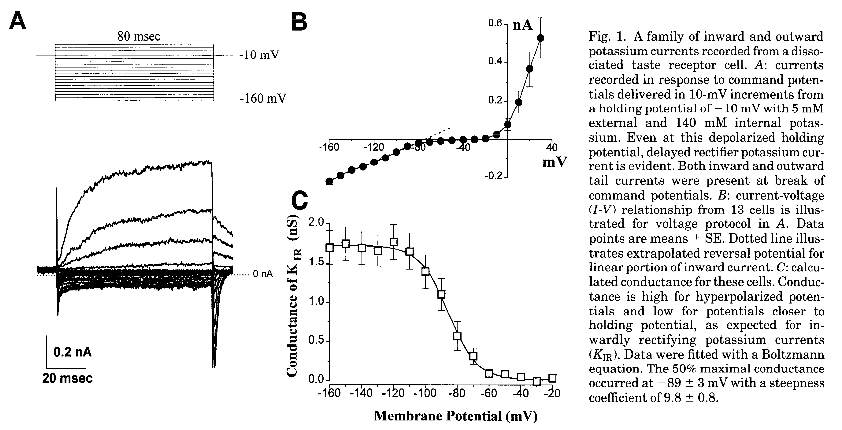 A
80 msec
-10 mV
-160 mV
0 nA
0.2 nA
20 msec
B
nA
0.6
0.4
0.2
-0.2
-160 -120 -80 -40 40
mV
C
Conductance of K IR (nS)
2.0
1.5
1.0
0.5
0.0
-160 -140 -120 -100 -80 -60 -40 -20
Membrane Potential (mV)
Fig. 1. A family of inward and outward
potassium currents recorded from a disso-
ciated taste receptor cell. A: currents
recorded in response to command poten-
tials delivered in 10-mV increments from
a holding potential of −10 mV with 5 mM
external and 140 mM internal potas-
sium. Even at this depolarized holding
potential, delayed rectifier potassium cur-
rent is evident. Both inward and outward
tail currents were present at break of
command potentials. B: current-voltage
(I-V) relationship from 13 cells is illus-
trated for voltage protocol in A. Data
points are means ± SE. Dotted line illus-
trates extrapolated reversal potential for
linear portion of inward current. C: calcu-
lated conductance for these cells. Conduc-
tance is high for hyperpolarized poten-
tials and low for potentials closer to
holding potential, as expected for in-
wardly rectifying potassium currents
(KIR). Data were fitted with a Boltzmann
equation. The 50% maximal conductance
occurred at −89 ± 3 mV with a steepness
coefficient of 9.8 ± 0.8.